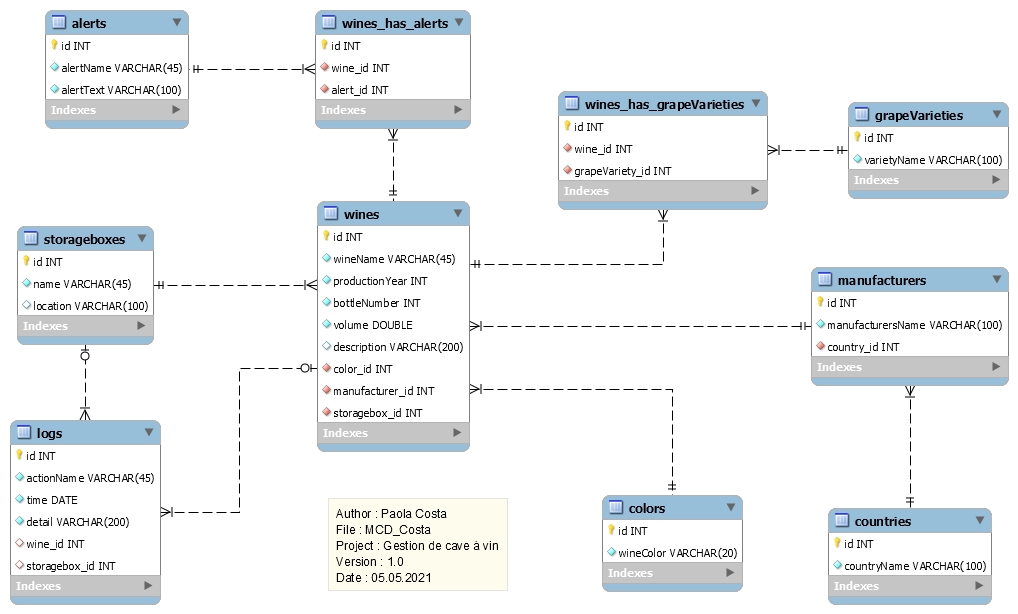 alerts
id INT
alertName VARCHAR(45)
alertText VARCHAR(100)
Indexes
wines_has_alerts
id INT
wine_id INT
alert_id INT
Indexes
wines_has_grapeVarieties
id INT
wine_id INT
grapeVariety_id INT
Indexes
grapeVarieties
id INT
varietyName VARCHAR(100)
Indexes
storageboxes
id INT
name VARCHAR(45)
location VARCHAR(100)
Indexes
wines
id INT
wineName VARCHAR(45)
productionYear INT
bottleNumber INT
volume DOUBLE
description VARCHAR(200)
color_id INT
manufacturer_id INT
storagebox_id INT
Indexes
manufacturers
id INT
manufacturersName VARCHAR(100)
country_id INT
Indexes
logs
id INT
actionName VARCHAR(45)
time DATE
detail VARCHAR(200)
wine_id INT
storagebox_id INT
Indexes
Author : Paola Costa
File : MCD_Costa
Project : Gestion de cave à vin
Version : 1.0
Date : 05.05.2021
colors
id INT
wineColor VARCHAR(20)
Indexes
countries
id INT
countryName VARCHAR(100)
Indexes